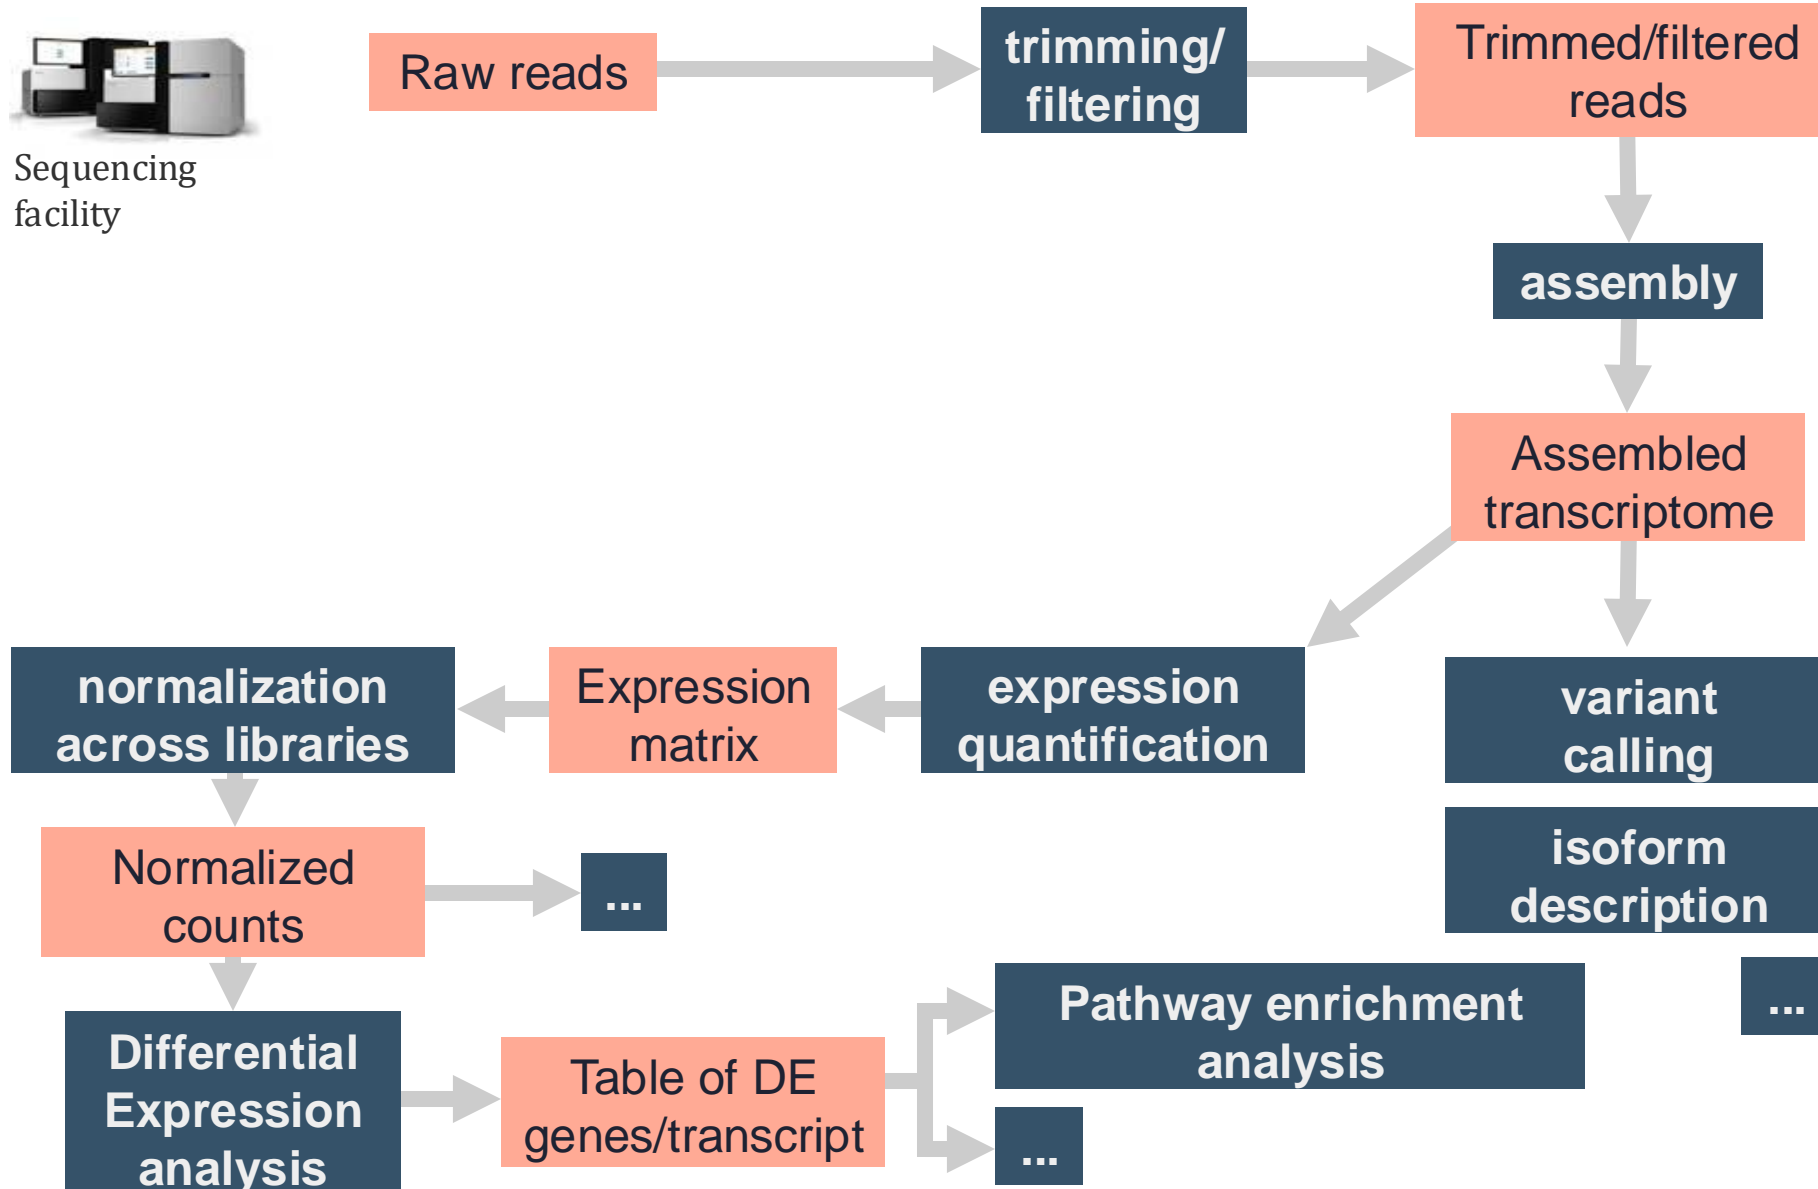 Sequencing
facility
Raw reads
trimming/
filtering
Trimmed/filtered
reads
assembly
Assembled
transcriptome
variant
calling
isoform
description
...
expression
quantification
Expression
matrix
normalization
across libraries
Normalized
counts
...
Differential
Expression
analysis
Table of DE
genes/transcript
Pathway enrichment
analysis
...